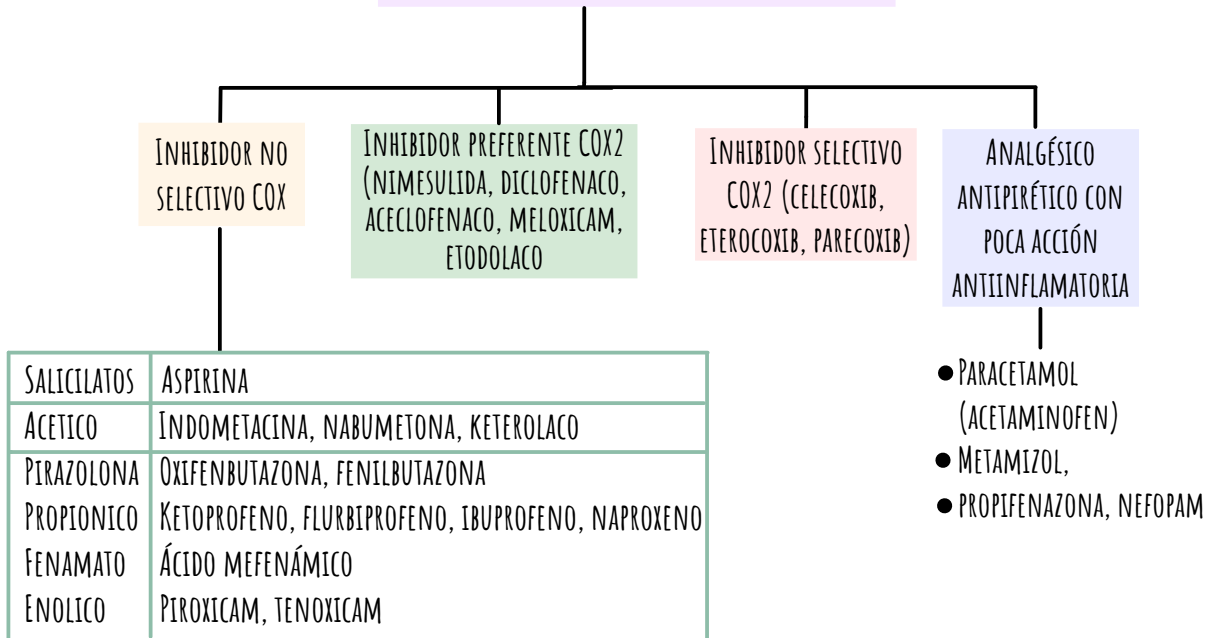 Inhibidor no
selectivo COX
Inhibidor preferente COX2
(nimesulida, diclofenaco,
aceclofenaco, meloxicam,
etodolaco
Inhibidor selectivo
COX2 (celecoxib,
eterocoxib, parecoxib)
Analgésico
antipirético con
poca acción
antiinflamatoria
Salicilatos Aspirina
Acetico Indometacina, nabumetona, keterolaco
Pirazolona Oxifenbutazona, fenilbutazona
Propionico Ketoprofeno, flurbiprofeno, ibuprofeno, naproxeno
Fenamato Ácido mefenámico
Enolico Piroxicam, tenoxicam
Paracetamol
(acetaminofen)
Metamizol,
propifenazona, nefopam